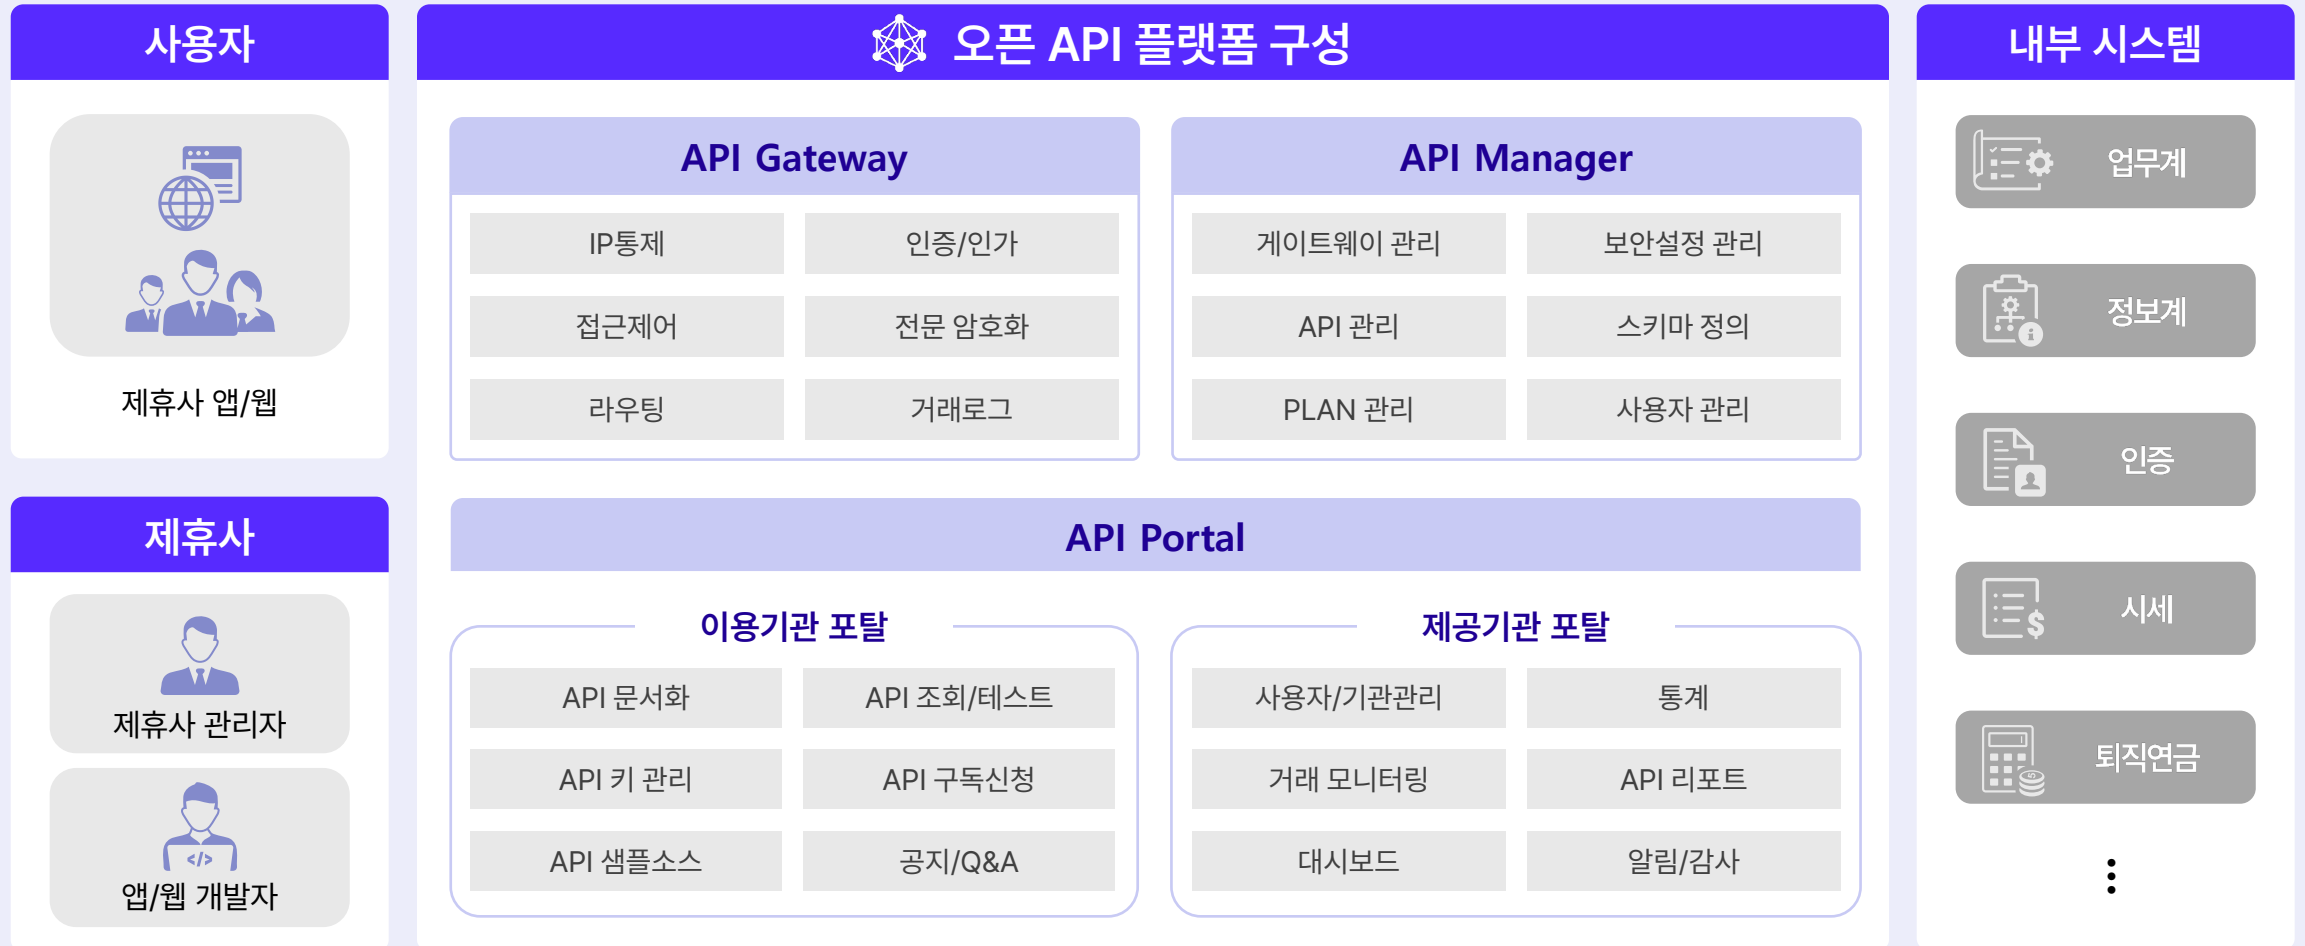 사용자
제휴사 앱/웹
제휴사
제휴사 관리자
</>
앱/웹 개발자
오픈 API 플랫폼 구성
API Gateway
IP통제
인증/인가
접근제어
전문 암호화
라우팅
거래로그
API Manager
게이트웨이 관리
보안설정 관리
API 관리
스키마 정의
PLAN 관리
사용자 관리
API Portal
이용기관 포탈
API 문서화
API 조회/테스트
API 키 관리
API 구독신청
API 샘플소스
공지/Q&A
제공기관 포탈
사용자/기관관리
통계
거래 모니터링
API 리포트
대시보드
알림/감사
내부 시스템
업무계
정보계
인증
시세
퇴직연금